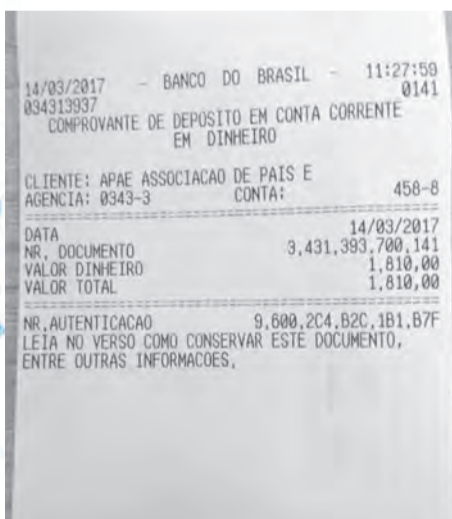 14/03/2017 - BANCO DO BRASIL - 11:27:59
034313937 0141
COMPROVANTE DE DEPOSITO EM CONTA CORRENTE
EM DINHEIRO
CLIENTE: APAE ASSOCIACAO DE PAIS E
AGENCIA: 0343-3 CONTA: 458-8
DATA 14/03/2017
NR. DOCUMENTO 3,431,393,700,141
VALOR DINHEIRO 1,810,00
VALOR TOTAL 1,810,00
NR.AUTENTICACAO 9,600,2C4,B2C,1B1,B7F
LEIA NO VERSO COMO CONSERVAR ESTE DOCUMENTO,
ENTRE OUTRAS INFORMACOES,